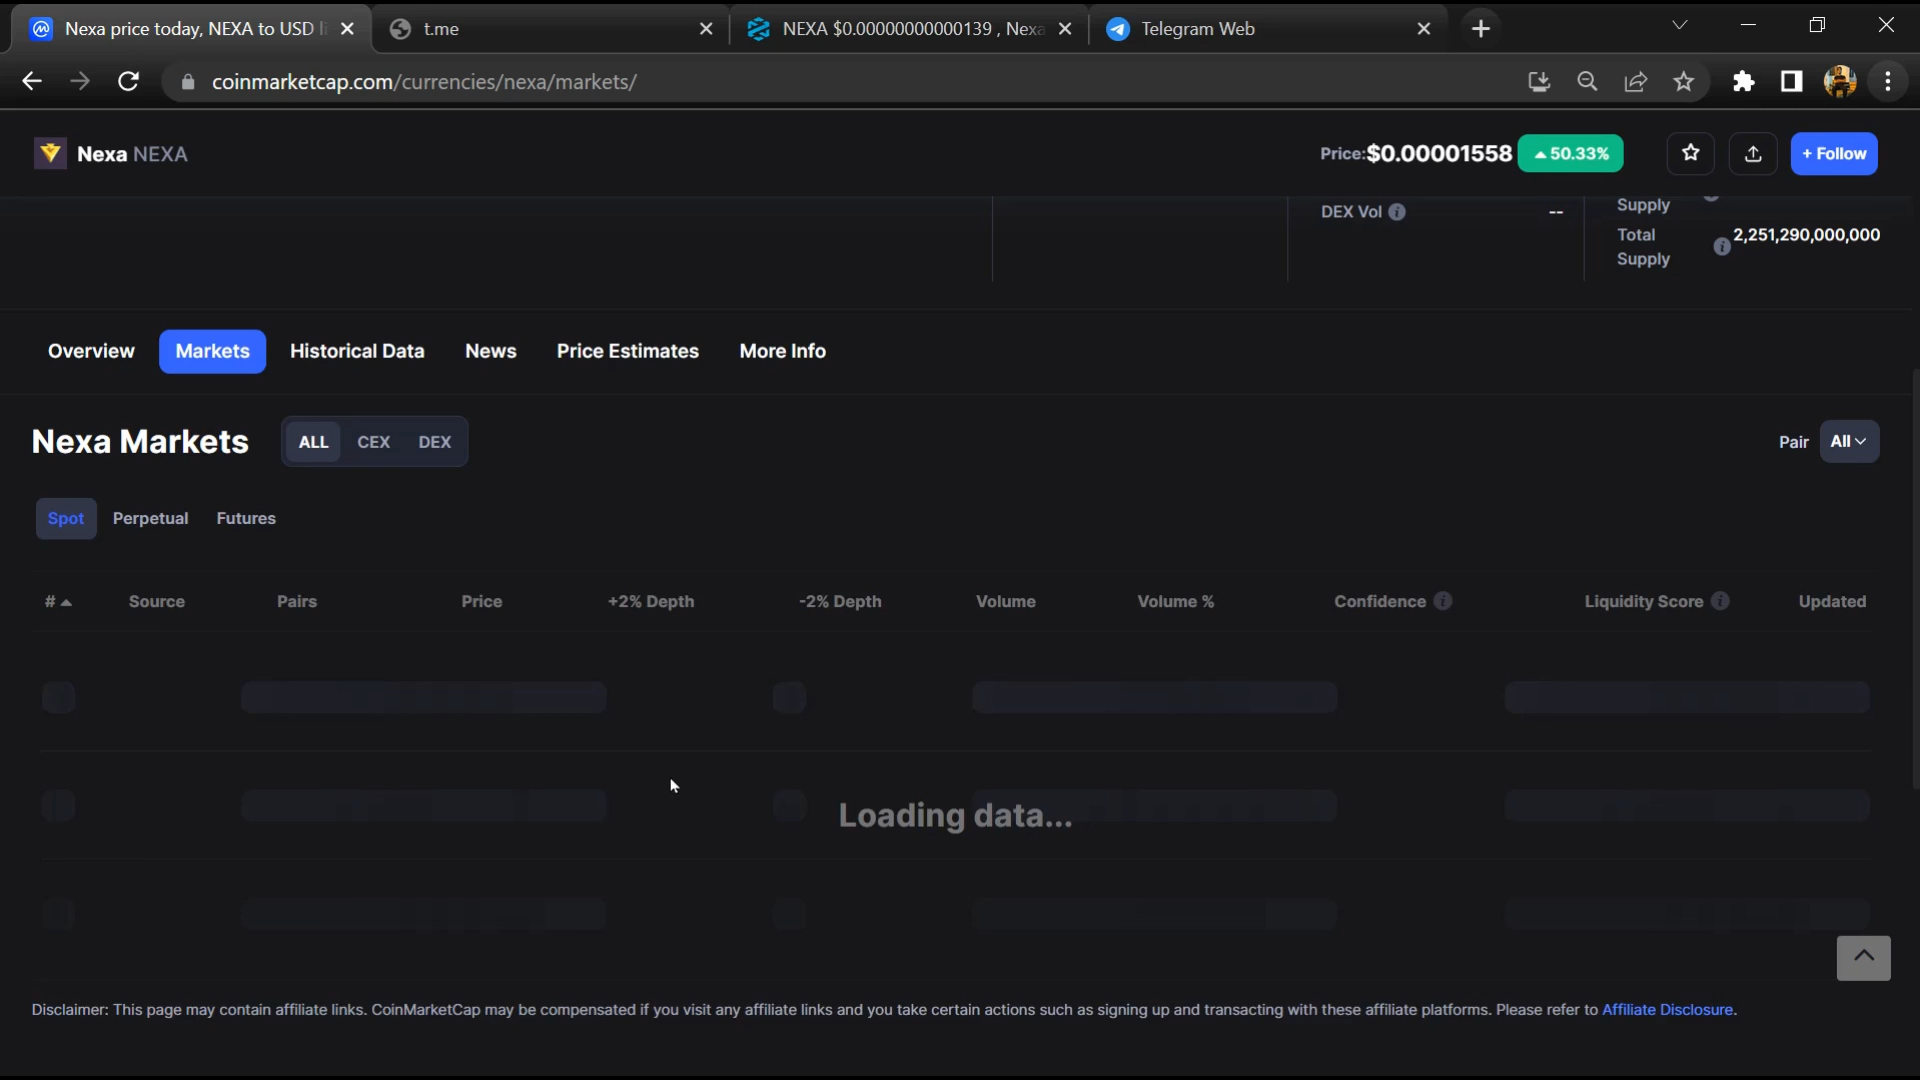 Nexa price today, NEXA to USD li
t.me
NEXA $0.00000000000139 , Nexa
Telegram Web
coinmarketcap.com/currencies/nexa/markets/
Nexa NEXA
Price:$0.00001558
50.33%
+ Follow
DEX Vol
--
Supply
Total Supply
2,251,290,000,000
Overview
Markets
Historical Data
News
Price Estimates
More Info
Nexa Markets
ALL
CEX
DEX
Pair
All
Spot
Perpetual
Futures
#
Source
Pairs
Price
+2% Depth
-2% Depth
Volume
Volume %
Confidence
Liquidity Score
Updated
Loading data...
Disclaimer: This page may contain affiliate links. CoinMarketCap may be compensated if you visit any affiliate links and you take certain actions such as signing up and transacting with these affiliate platforms. Please refer to Affiliate Disclosure.